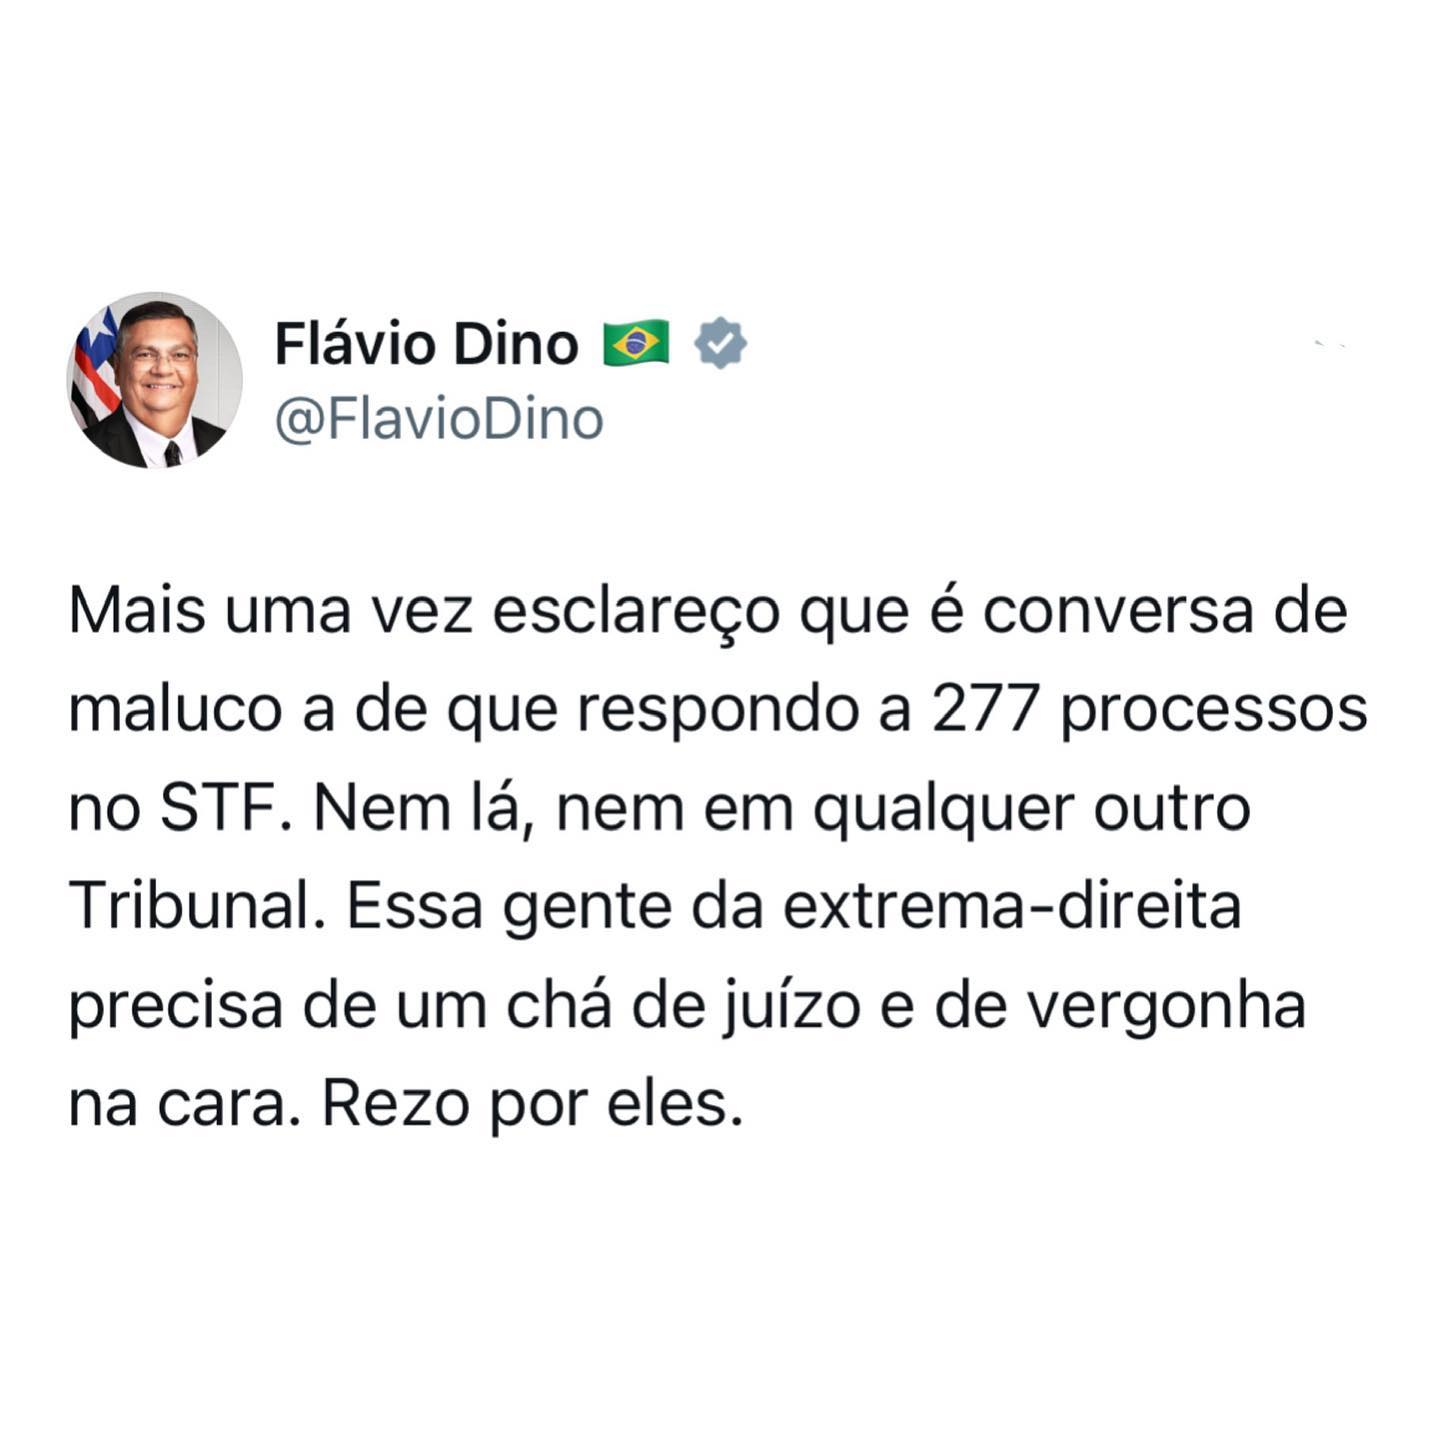 Flávio Dino 🇧🇷
@FlavioDino
Mais uma vez esclareço que é conversa de
maluco a de que respondo a 277 processos
no STF. Nem lá, nem em qualquer outro
Tribunal. Essa gente da extrema-direita
precisa de um chá de juízo e de vergonha
na cara. Rezo por eles.